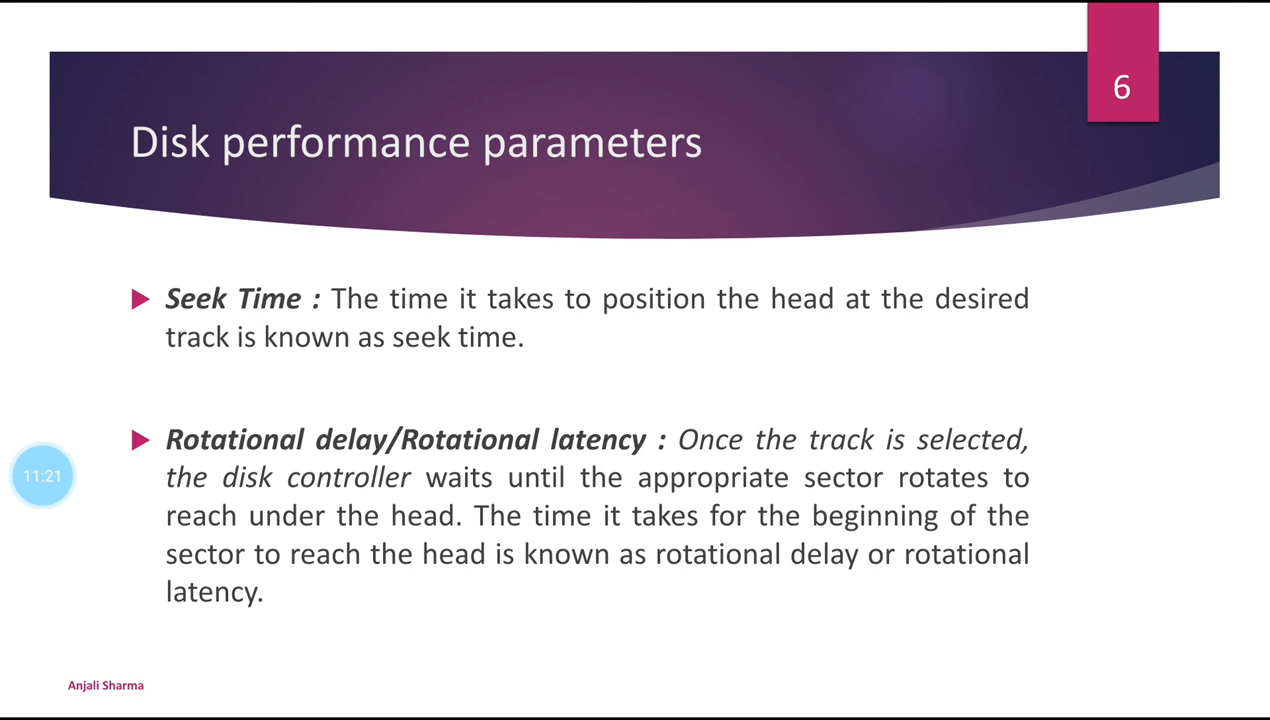 6
Disk performance parameters
Seek Time : The time it takes to position the head at the desired
track is known as seek time.
Rotational delay/Rotational latency : Once the track is selected,
the disk controller waits until the appropriate sector rotates to
reach under the head. The time it takes for the beginning of the
sector to reach the head is known as rotational delay or rotational
latency.
11:21
Anjali Sharma